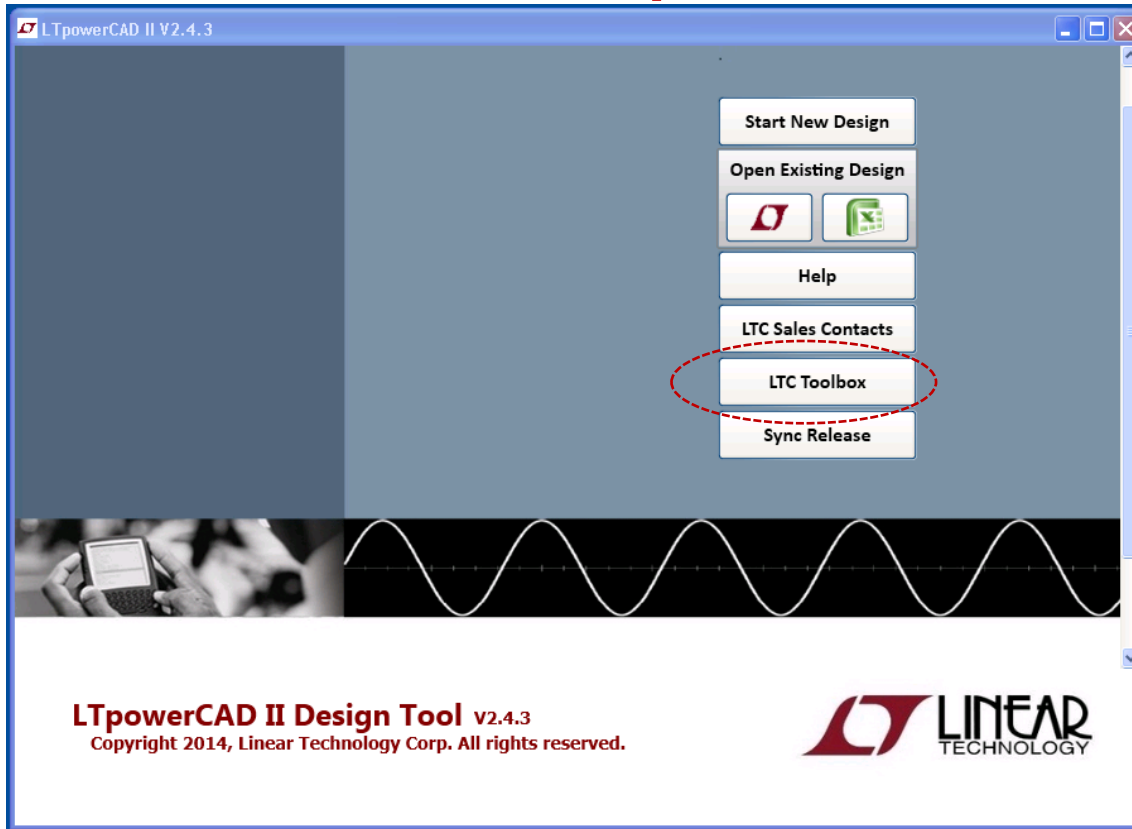 LTpowerCAD II V2.4.3
Start New Design
Open Existing Design
Help
LTC Sales Contacts
LTC Toolbox
Sync Release
LTpowerCAD II Design Tool V2.4.3
Copyright 2014, Linear Technology Corp. All rights reserved.
LINEAR
TECHNOLOGY